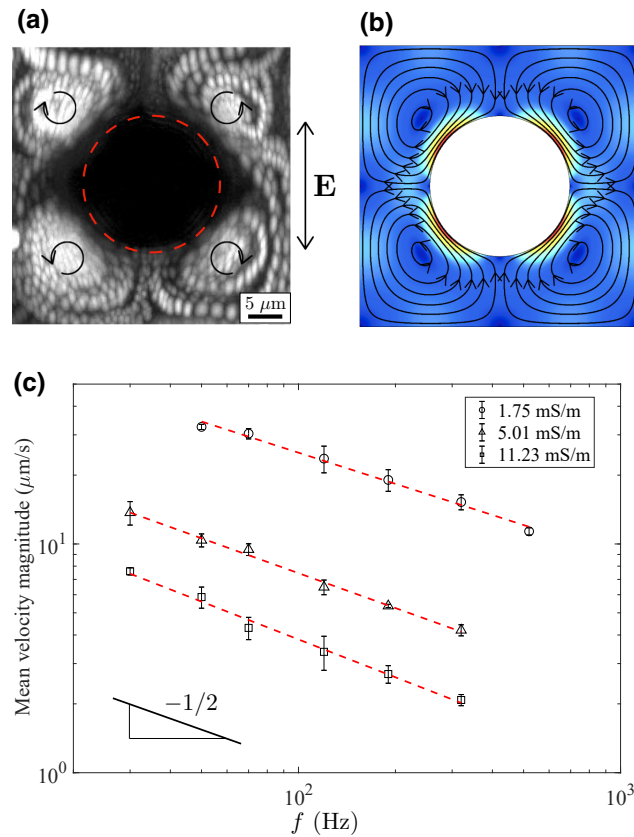 (a)
(b)
E
5 μm
(c)
Mean velocity magnitude (μm/s)
10¹
10⁰
1.75 mS/m
5.01 mS/m
11.23 mS/m
−1/2
10²
10³
f (Hz)